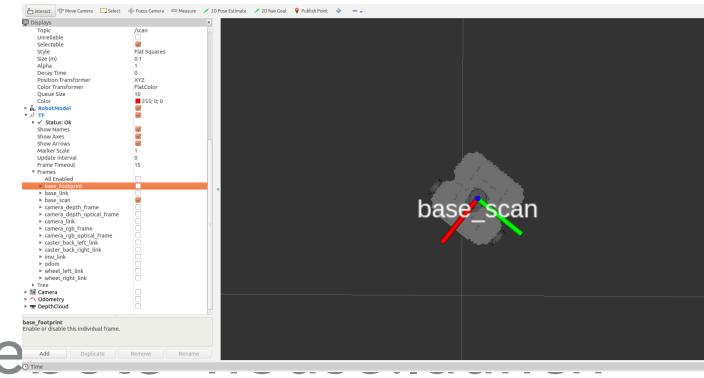 Interact Move Camera Select Focus Camera Measure 2D Pose Estimate 2D Nav Goal Publish Point
Displays
Topic /scan
Unreliable
Selectable
Style Flat Squares
Size (m) 0.1
Alpha 1
Decay Time 0
Position Transformer XYZ
Color Transformer FlatColor
Queue Size 10
Color 255; 0; 0
RobotModel
TF
Status: Ok
Show Names
Show Axes
Show Arrows
Marker Scale 1
Update Interval 0
Frame Timeout 15
Frames
All Enabled
base_footprint
base_link
base_scan
camera_depth_frame
camera_depth_optical_frame
camera_link
camera_rgb_frame
camera_rgb_optical_frame
caster_back_left_link
caster_back_right_link
imu_link
odom
wheel_left_link
wheel_right_link
Tree
Camera
Odometry
DepthCloud
base_scan
base_footprint
Enable or disable this individual frame.
Add Duplicate Remove Rename
Time